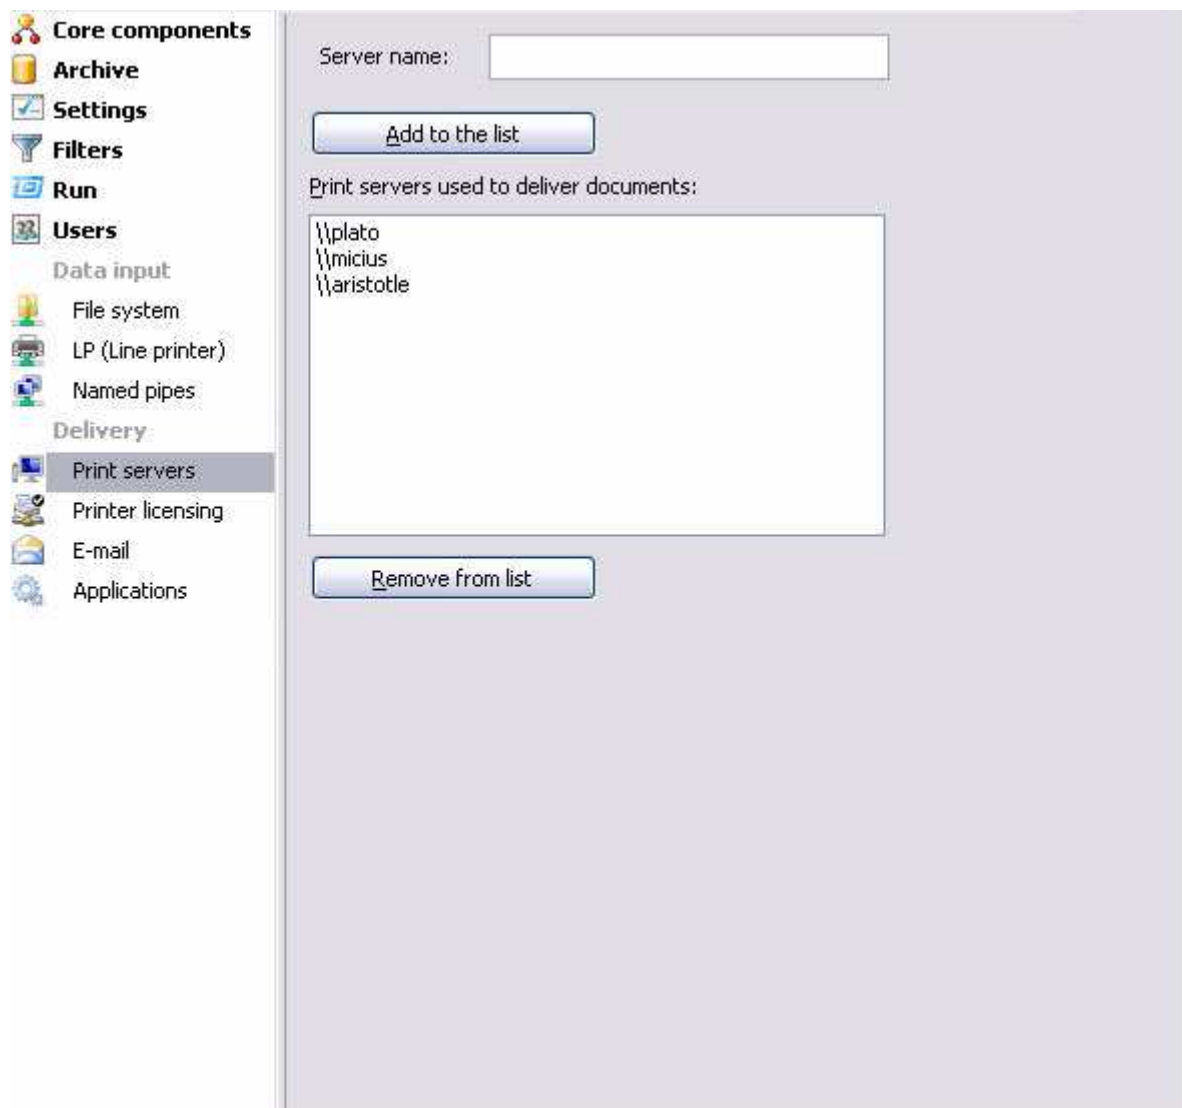 Core components
Archive
Settings
Filters
Run
Users
Data input
File system
LP (Line printer)
Named pipes
Delivery
Print servers
Printer licensing
E-mail
Applications
Server name:
Add to the list
Print servers used to deliver documents:
\\plato
\\micius
\\aristotle
Remove from list